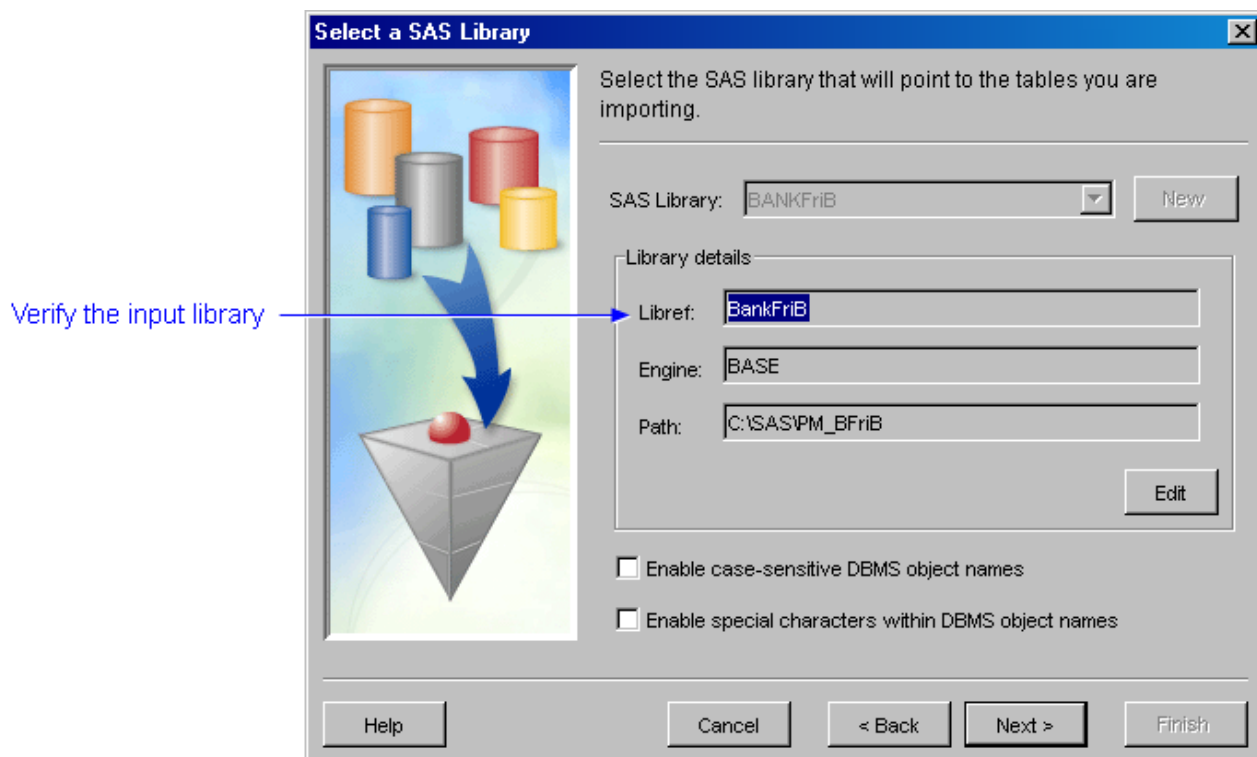 Select a SAS Library
Select the SAS library that will point to the tables you are
importing.
SAS Library: BANKFriB New
Library details
Verify the input library
Libref: BankFriB
Engine: BASE
Path: C:\SAS\PM_BFriB
Edit
Enable case-sensitive DBMS object names
Enable special characters within DBMS object names
Help Cancel < Back Next > Finish